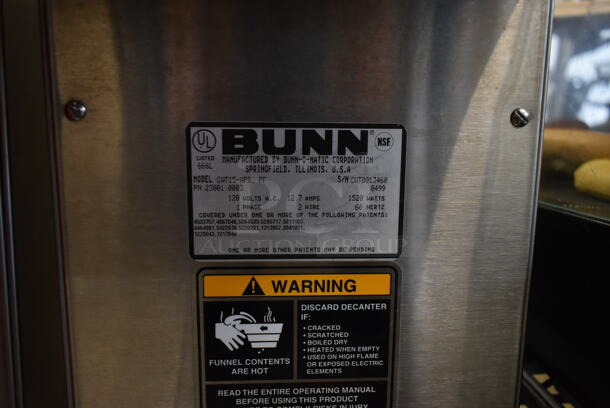 UL BUNN® NSF
LISTED
666L
MANUFACTURED BY BUNN-O-MATIC CORPORATION
SPRINGFIELD, ILLINOIS, U.S.A
MODEL CWT15-APS, PF S/N CWT0013460
PN 23001.0003 0499
120 VOLTS A.C. 12.7 AMPS 1520 WATTS
1 PHASE 2 WIRE 60 HERTZ
COVERED UNDER ONE OR MORE OF THE FOLLOWING PATENTS:
ONE OR MORE OTHER PATENTS MAY BE PENDING
WARNING
FUNNEL CONTENTS
ARE HOT
DISCARD DECANTER
IF:
• CRACKED
• SCRATCHED
• BOILED DRY
• HEATED WHEN EMPTY
• USED ON HIGH FLAME
OR EXPOSED ELECTRIC
ELEMENTS
READ THE ENTIRE OPERATING MANUAL
BEFORE USING THIS PRODUCT